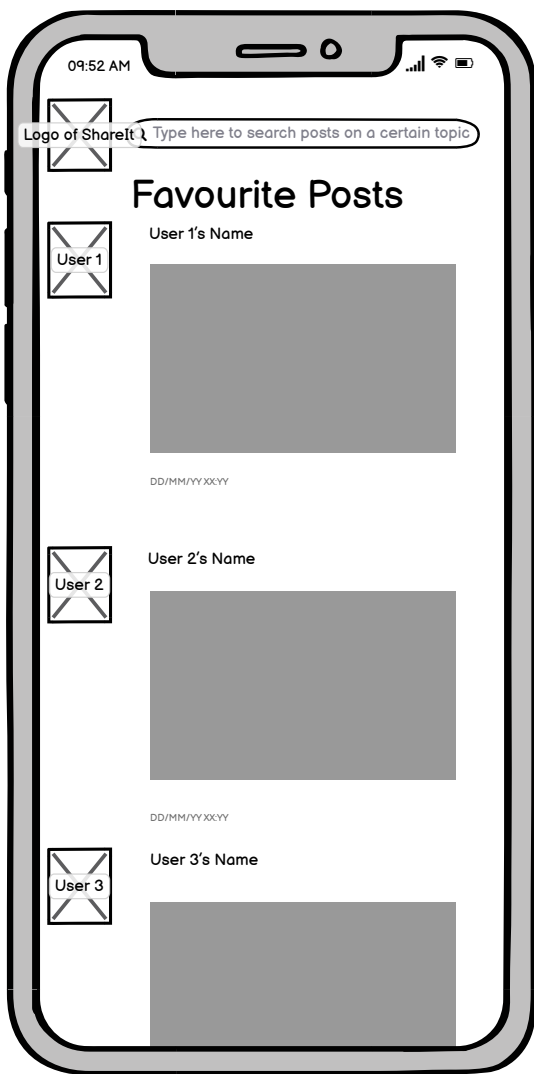 09:52 AM
Logo of ShareIt
Type here to search posts on a certain topic
Favourite Posts
User 1
User 1's Name
DD/MM/YY XX:YY
User 2
User 2's Name
DD/MM/YY XX:YY
User 3
User 3's Name